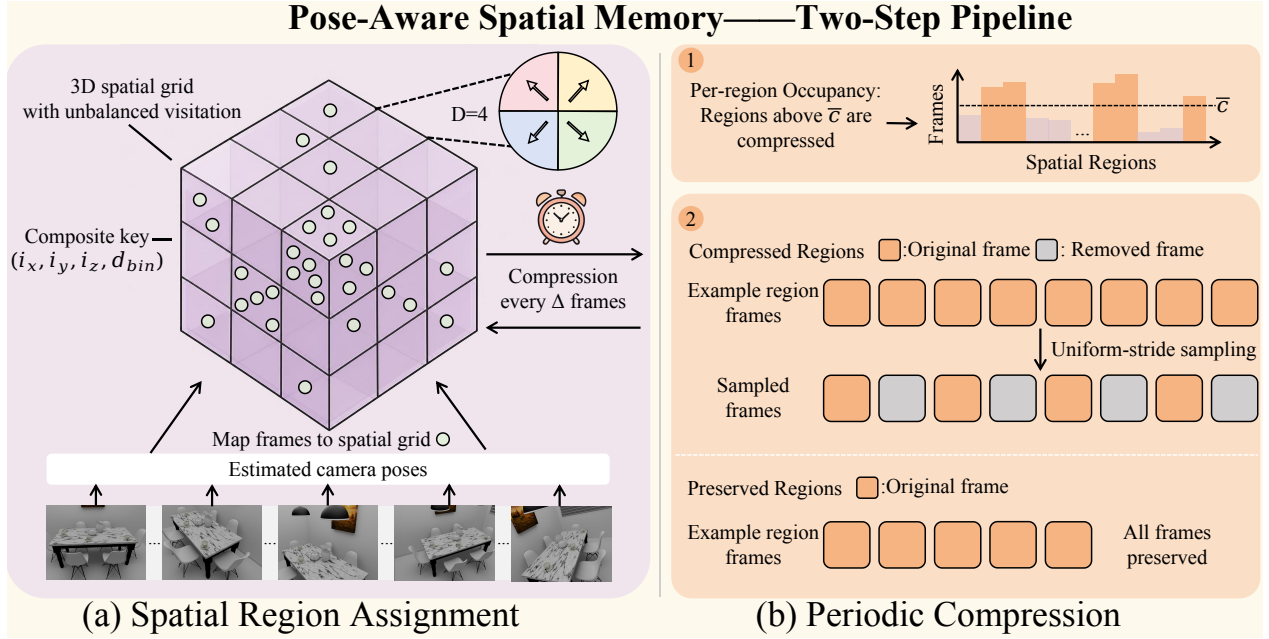 Pose-Aware Spatial Memory——Two-Step Pipeline
3D spatial grid
with unbalanced visitation
D=4
Composite key
(i_x, i_y, i_z, d_{bin})
Compression
every Δ frames
Map frames to spatial grid
Estimated camera poses
...
...
...
...
(a) Spatial Region Assignment
1
Per-region Occupancy:
Regions above c̅ are
compressed
Frames
...
c̅
Spatial Regions
2
Compressed Regions :Original frame : Removed frame
Example region
frames
Uniform-stride sampling
Sampled
frames
Preserved Regions :Original frame
Example region
frames
All frames
preserved
(b) Periodic Compression